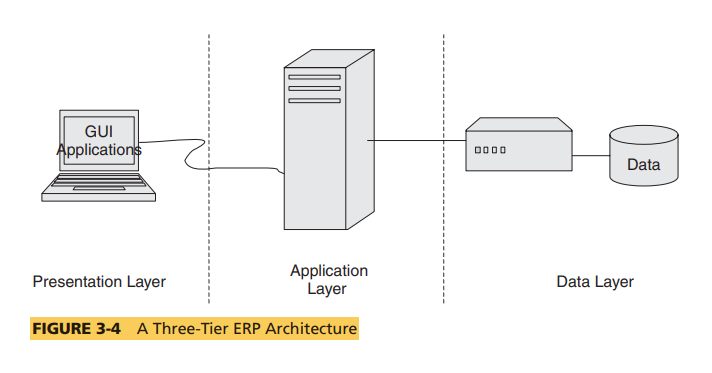 GUI
Applications
Data
Presentation Layer
Application
Layer
Data Layer
FIGURE 3-4 A Three-Tier ERP Architecture